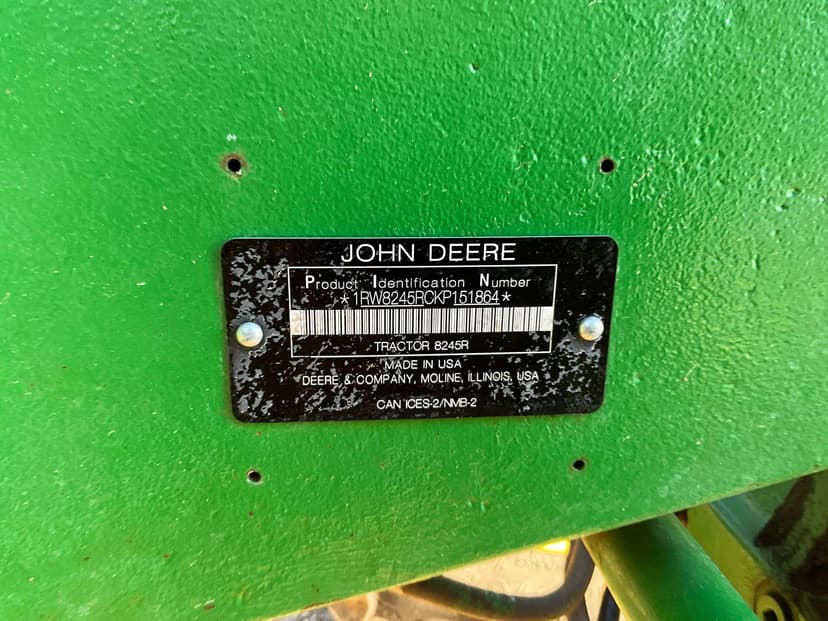 JOHN DEERE
Product Identification Number
*1RW8245RCKP151864*
TRACTOR 8245R
MADE IN USA
DEERE & COMPANY, MOLINE, ILLINOIS, USA
CAN ICES-2/NMB-2